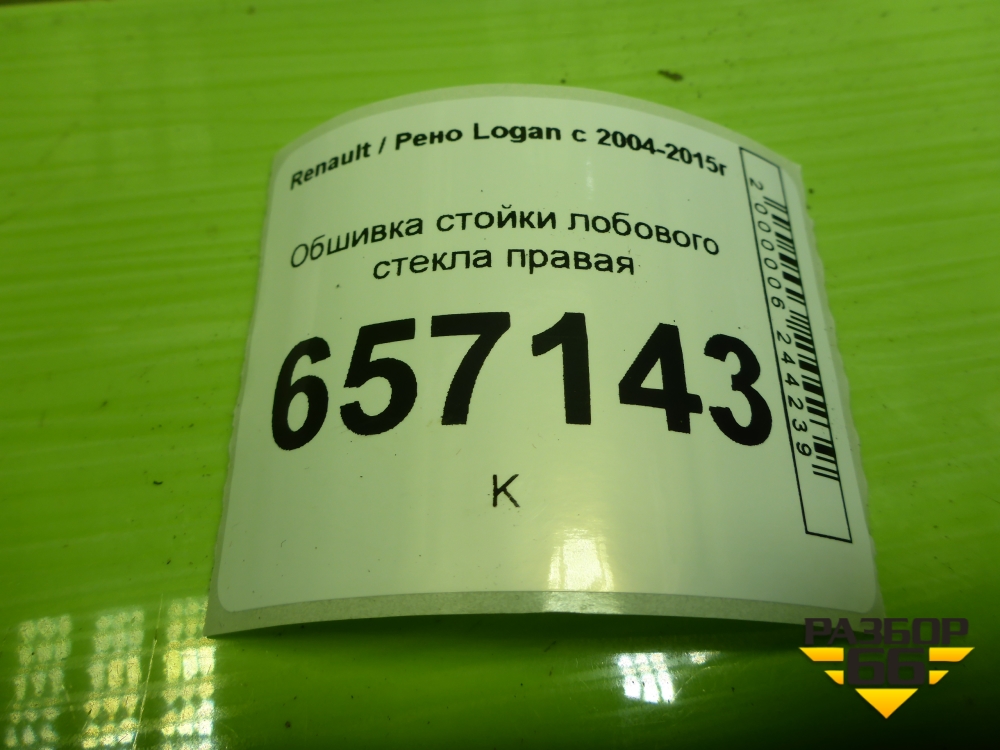 Renault / Рено Logan с 2004-2015г
Обшивка стойки лобового
стекла правая
657143
К
2000006244239
РАЗБОР
66